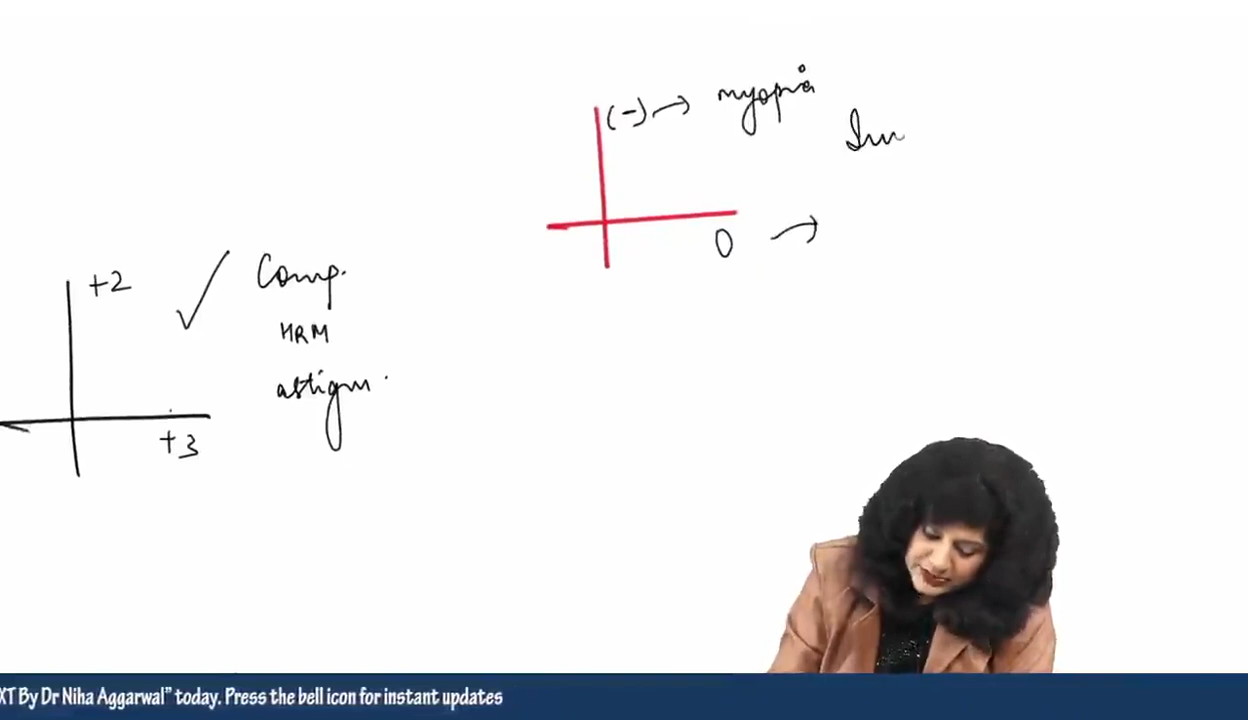 +2
+3
Comp.
HRM
astigm.
(-) → myopia
0 →
XT By Dr Niha Aggarwal" today. Press the bell icon for instant updates